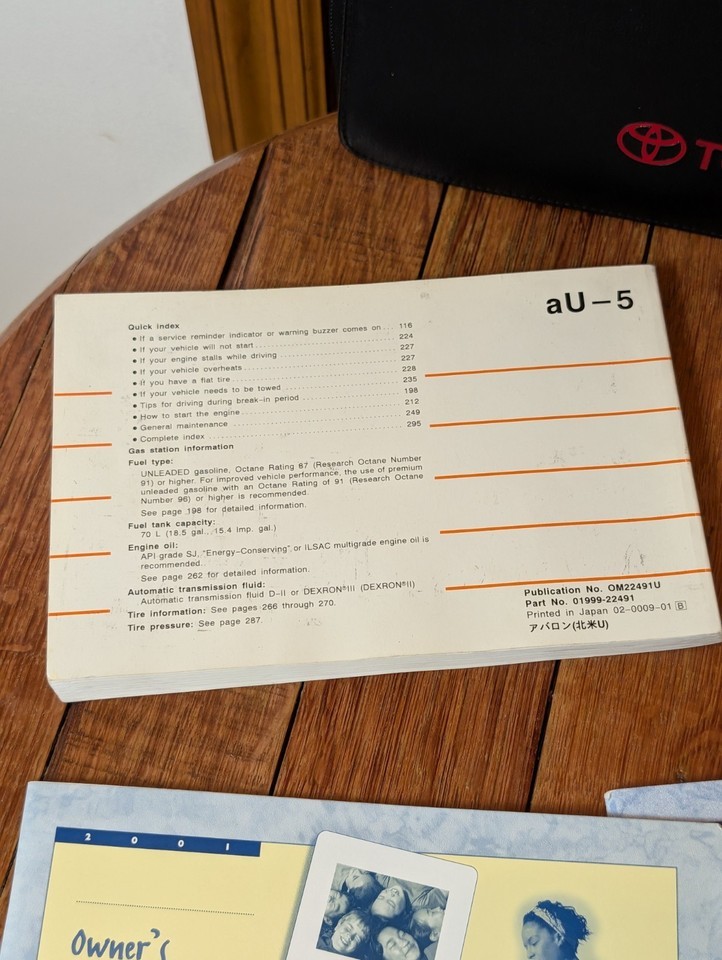 T
aU－5
Quick index
● If a service reminder indicator or warning buzzer comes on ... 116
● If your vehicle will not start ........ 224
● If your engine stalls while driving ........ 227
● If your vehicle overheats ........ 227
● If you have a flat tire ........ 228
● If your vehicle needs to be towed ........ 235
● Tips for driving during break–in period ........ 198
● How to start the engine ........ 212
● General maintenance ........ 249
● Complete index ........ 295
Gas station information
Fuel type:
UNLEADED gasoline, Octane Rating 87 (Research Octane Number
91) or higher. For improved vehicle performance, the use of premium
unleaded gasoline with an Octane Rating of 91 (Research Octane
Number 96) or higher is recommended.
See page 198 for detailed information.
Fuel tank capacity:
70 L (18.5 gal., 15.4 Imp. gal.)
Engine oil:
API grade SJ, "Energy–Conserving" or ILSAC multigrade engine oil is
recommended.
See page 262 for detailed information.
Automatic transmission fluid:
Automatic transmission fluid D–II or DEXRON®III (DEXRON®II)
Tire information: See pages 266 through 270.
Tire pressure: See page 287.
Publication No. OM22491U
Part No. 01999-22491
Printed in Japan 02-0009-01 B
アバロン(北米U)
2001
Owner's